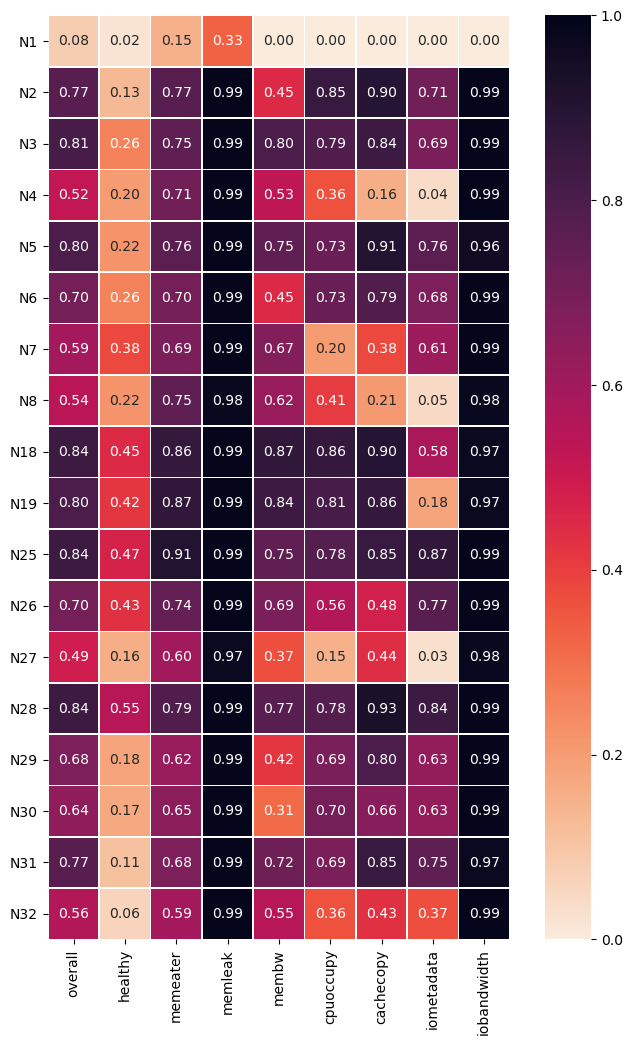 N1 0.08 0.02 0.15 0.33 0.00 0.00 0.00 0.00 0.00
N2 0.77 0.13 0.77 0.99 0.45 0.85 0.90 0.71 0.99
N3 0.81 0.26 0.75 0.99 0.80 0.79 0.84 0.69 0.99
N4 0.52 0.20 0.71 0.99 0.53 0.36 0.16 0.04 0.99
N5 0.80 0.22 0.76 0.99 0.75 0.73 0.91 0.76 0.96
N6 0.70 0.26 0.70 0.99 0.45 0.73 0.79 0.68 0.99
N7 0.59 0.38 0.69 0.99 0.67 0.20 0.38 0.61 0.99
N8 0.54 0.22 0.75 0.98 0.62 0.41 0.21 0.05 0.98
N18 0.84 0.45 0.86 0.99 0.87 0.86 0.90 0.58 0.97
N19 0.80 0.42 0.87 0.99 0.84 0.81 0.86 0.18 0.97
N25 0.84 0.47 0.91 0.99 0.75 0.78 0.85 0.87 0.99
N26 0.70 0.43 0.74 0.99 0.69 0.56 0.48 0.77 0.99
N27 0.49 0.16 0.60 0.97 0.37 0.15 0.44 0.03 0.98
N28 0.84 0.55 0.79 0.99 0.77 0.78 0.93 0.84 0.99
N29 0.68 0.18 0.62 0.99 0.42 0.69 0.80 0.63 0.99
N30 0.64 0.17 0.65 0.99 0.31 0.70 0.66 0.63 0.99
N31 0.77 0.11 0.68 0.99 0.72 0.69 0.85 0.75 0.97
N32 0.56 0.06 0.59 0.99 0.55 0.36 0.43 0.37 0.99
overall healthy memeater memleak membw cpuoccupy cachecopy iometadata iobandwidth
1.0
0.8
0.6
0.4
0.2
0.0